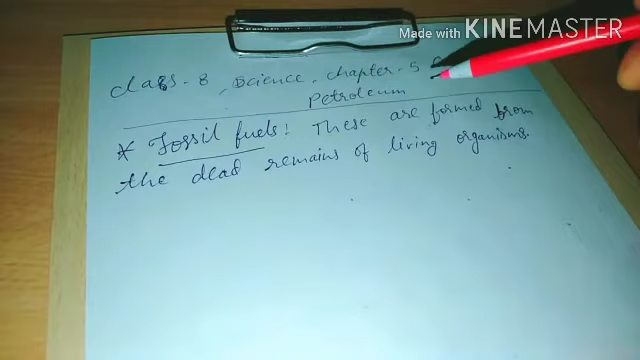 Made with KINEMASTER
Class - 8, Science, Chapter - 5
Petroleum
* Fossil fuels! These are formed from
the dead remains of living organisms.